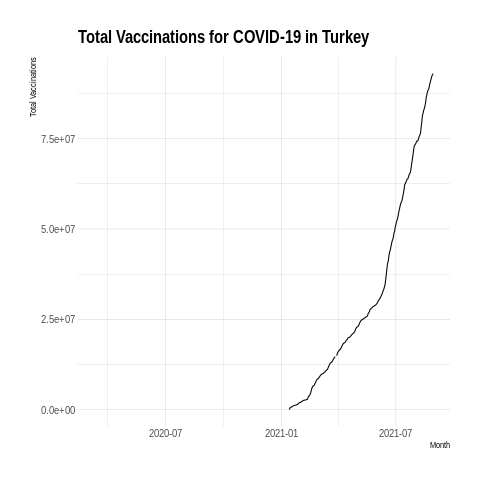 Total Vaccinations for COVID-19 in Turkey
Total Vaccinations
7.5e+07
5.0e+07
2.5e+07
0.0e+00
2020-07
2021-01
2021-07
Month